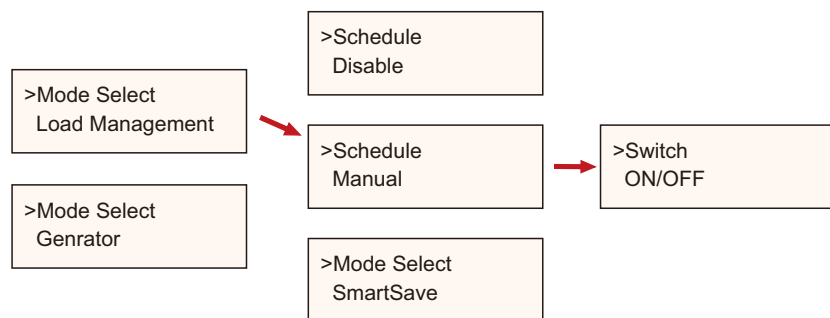 >Mode Select
Load Management
>Mode Select
Genrator
>Schedule
Disable
>Schedule
Manual
>Mode Select
SmartSave
>Switch
ON/OFF